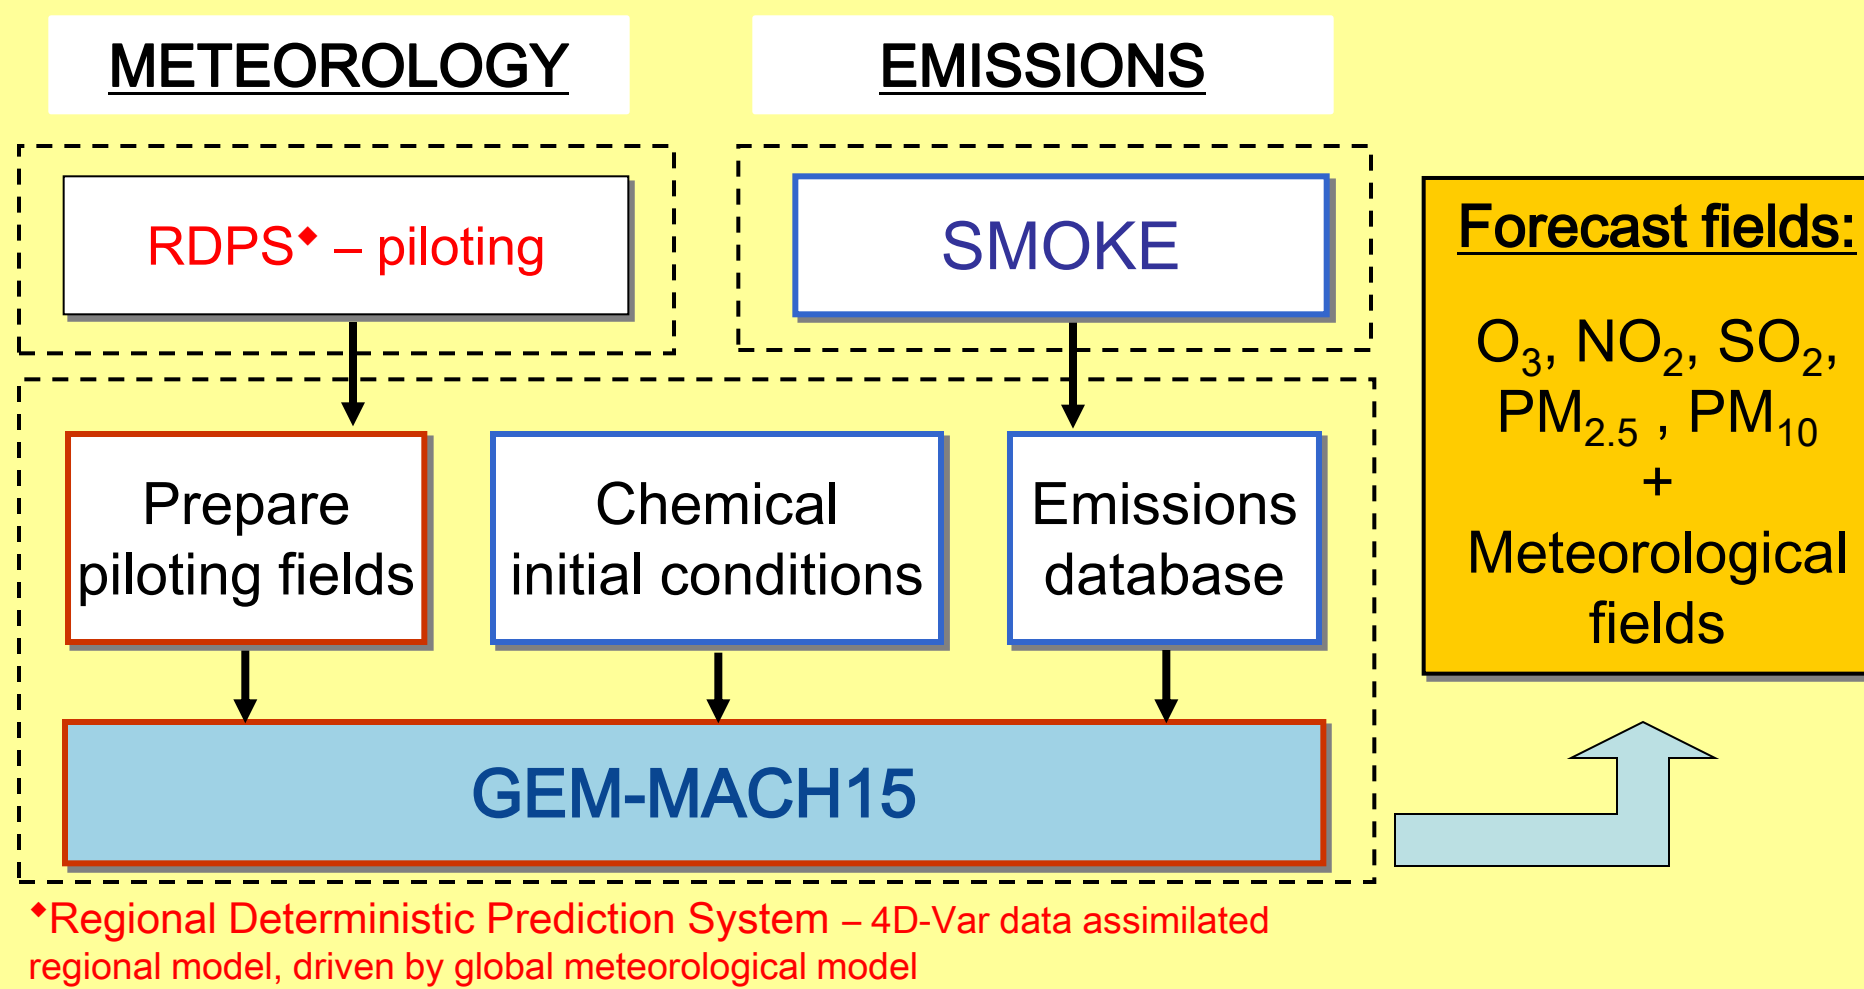 METEOROLOGY
EMISSIONS
RDPS◆ – piloting
SMOKE
Prepare
piloting fields
Chemical
initial conditions
Emissions
database
GEM-MACH15
Forecast fields:
O₃, NO₂, SO₂,
PM₂.₅ , PM₁₀
+
Meteorological
fields
◆Regional Deterministic Prediction System – 4D-Var data assimilated
regional model, driven by global meteorological model